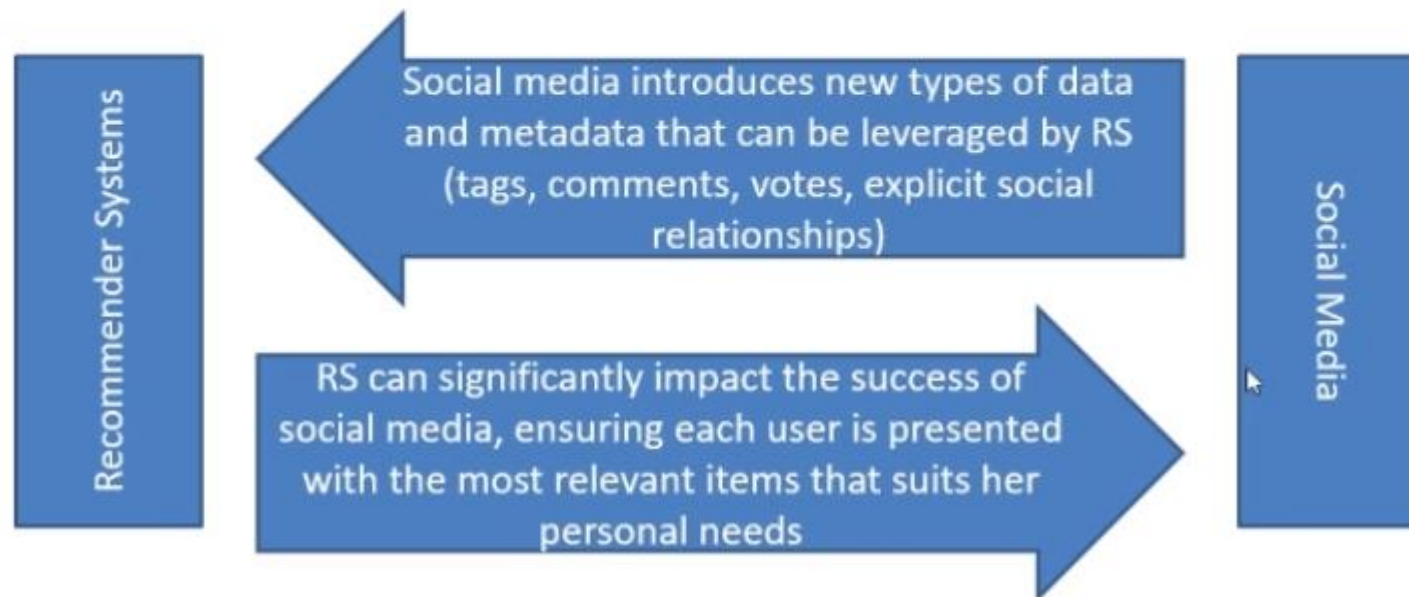 Recommender Systems
Social media introduces new types of data
and metadata that can be leveraged by RS
(tags, comments, votes, explicit social
relationships)
RS can significantly impact the success of
social media, ensuring each user is presented
with the most relevant items that suits her
personal needs
Social Media